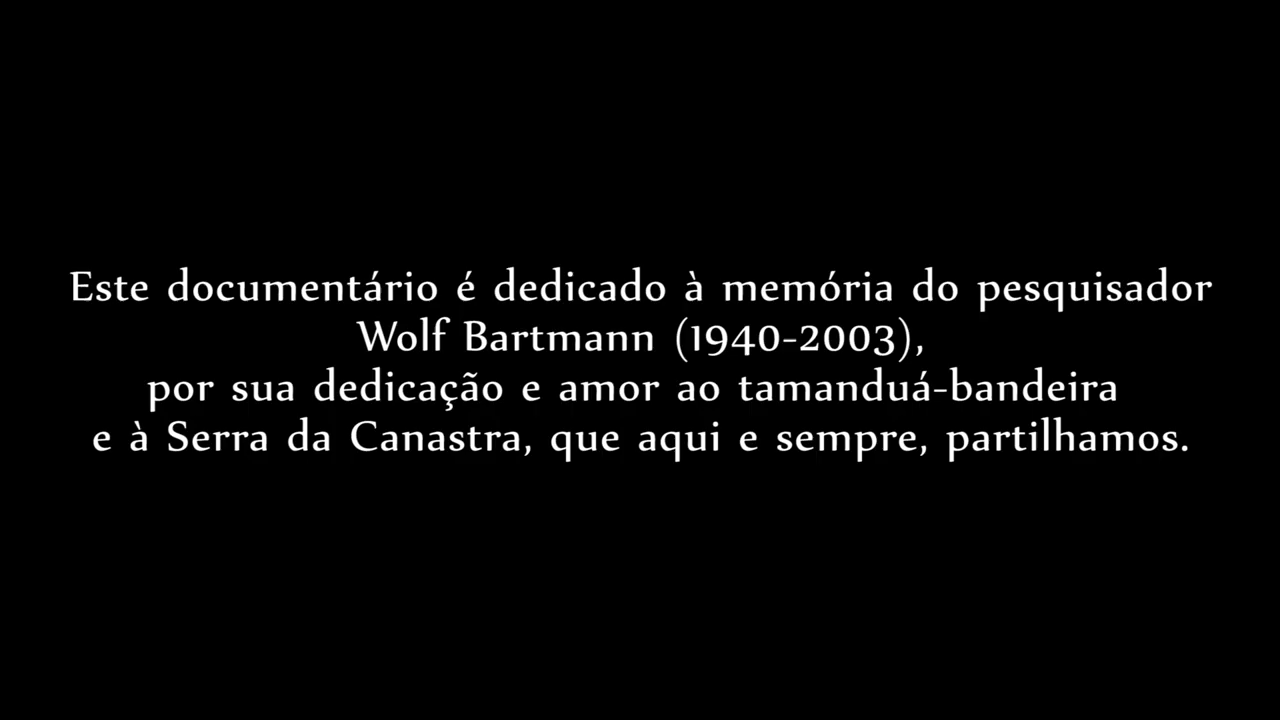 Este documentário é dedicado à memória do pesquisador
Wolf Bartmann (1940-2003),
por sua dedicação e amor ao tamanduá-bandeira
e à Serra da Canastra, que aqui e sempre, partilhamos.